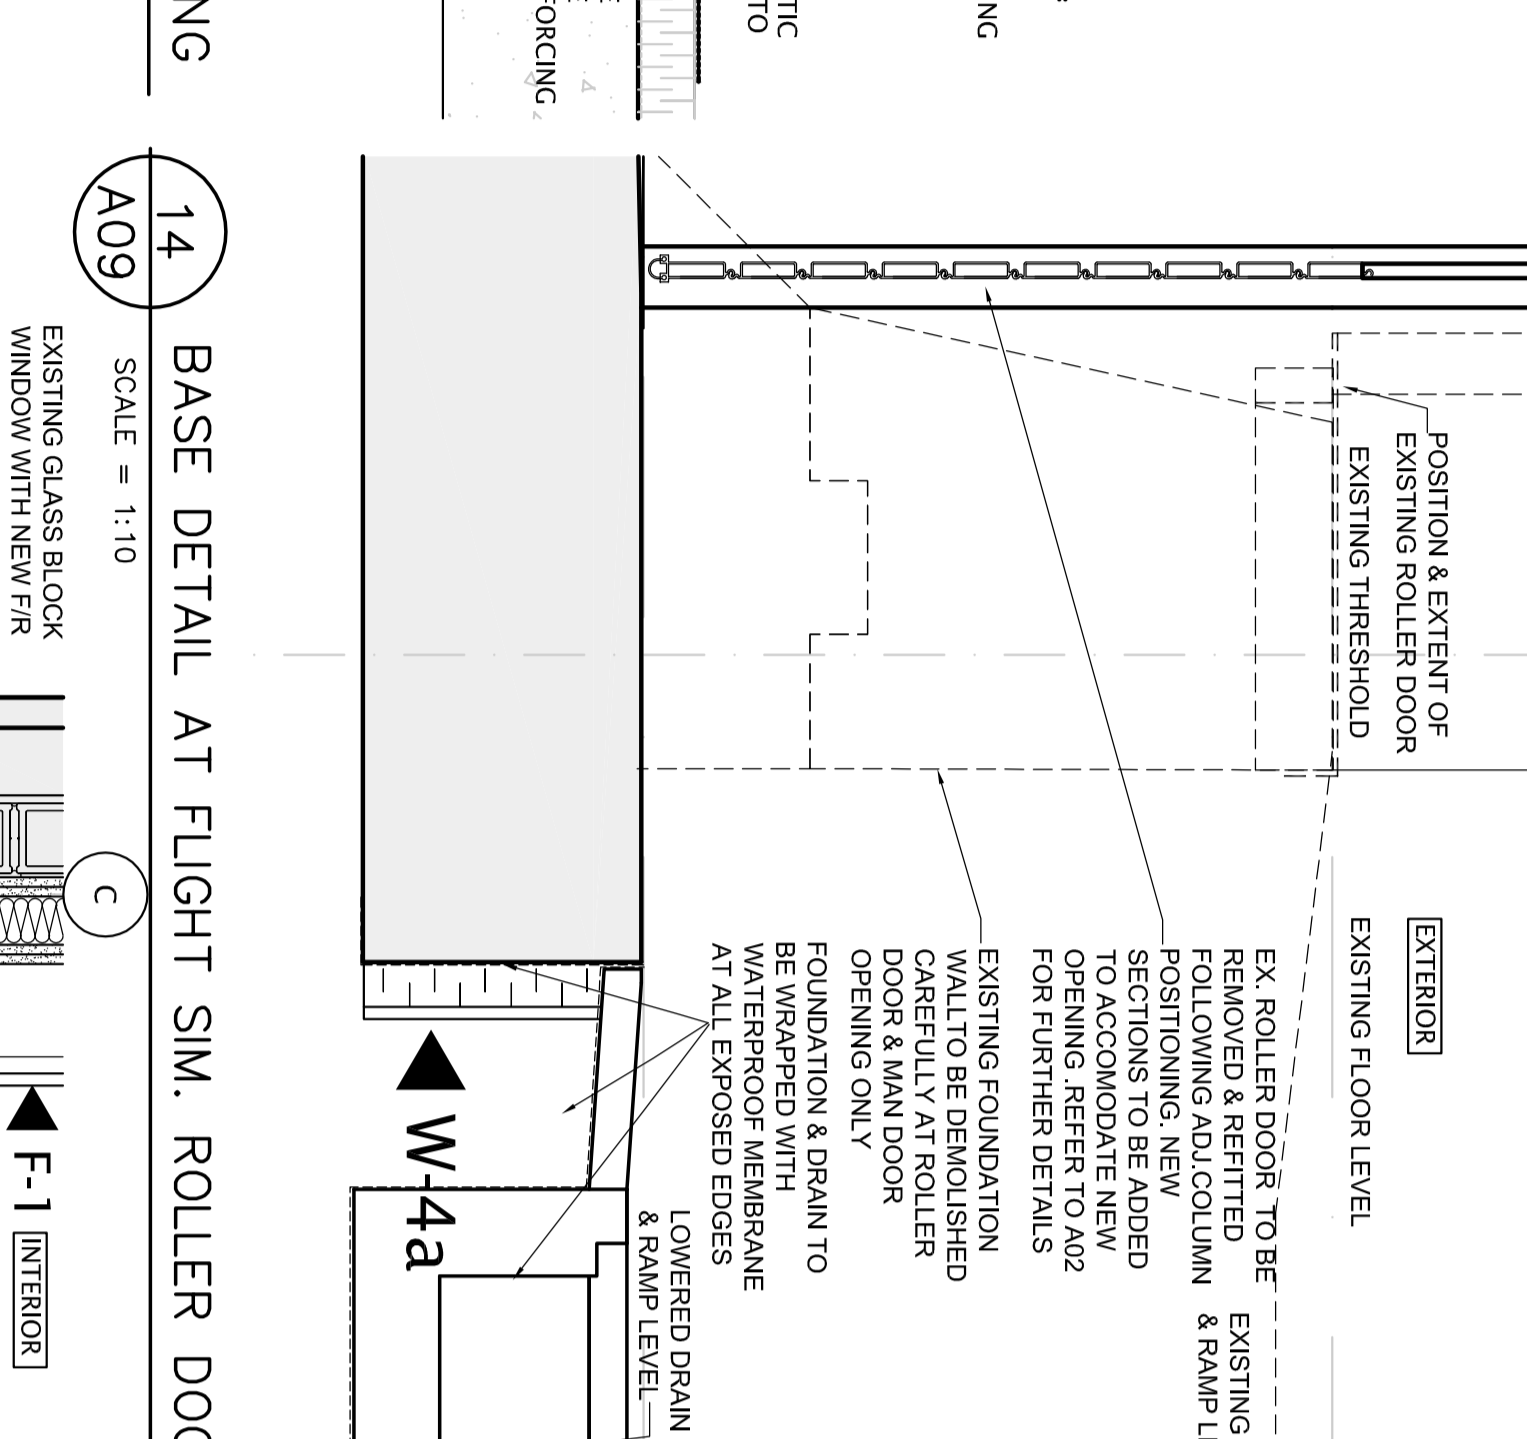 TIC
TO
NG
FORCING
NG
POSITION & EXTENT OF
EXISTING ROLLER DOOR
EXISTING THRESHOLD
EXTERIOR
EXISTING FLOOR LEVEL
EX. ROLLER DOOR TO BE
REMOVED & REFITTED
FOLLOWING ADJ.COLUMN
POSITIONING. NEW
SECTIONS TO BE ADDED
TO ACCOMODATE NEW
OPENING .REFER TO A02
FOR FURTHER DETAILS
EXISTING
& RAMP L
EXISTING FOUNDATION
WALL TO BE DEMOLISHED
CAREFULLY AT ROLLER
DOOR & MAN DOOR
OPENING ONLY
FOUNDATION & DRAIN TO
BE WRAPPED WITH
WATERPROOF MEMBRANE
AT ALL EXPOSED EDGES
LOWERED DRAIN
& RAMP LEVEL
W-4a
14
A09
BASE DETAIL AT FLIGHT SIM. ROLLER DOO
SCALE = 1:10
C
EXISTING GLASS BLOCK
WINDOW WITH NEW F/R
F-1
INTERIOR